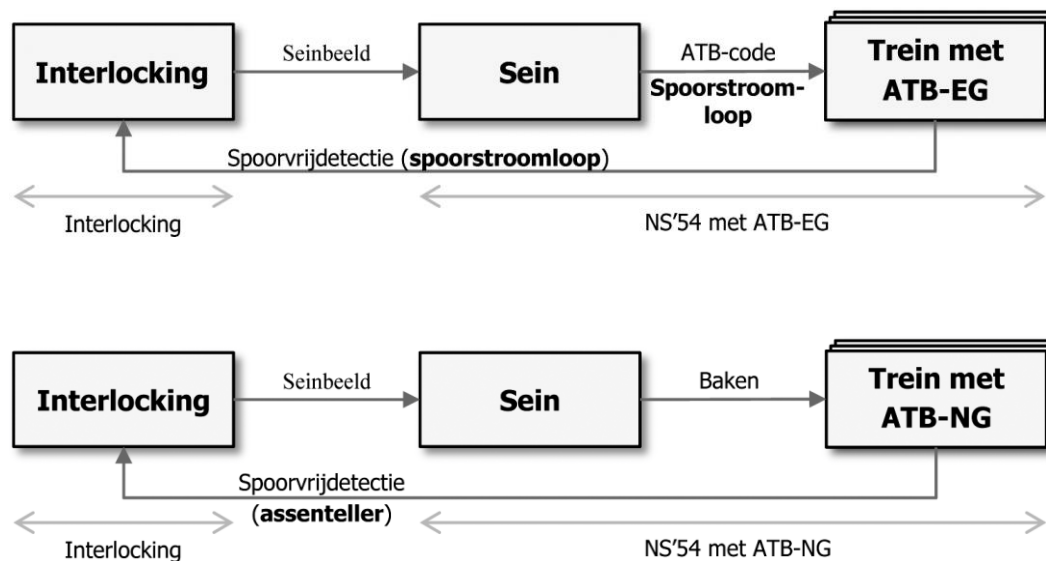 Interlocking
Seinbeeld
Sein
ATB-code
Spoorstroom-
loop
Trein met
ATB-EG
Spoorvrijdetectie (spoorstroomloop)
Interlocking
NS'54 met ATB-EG
Interlocking
Seinbeeld
Sein
Baken
Trein met
ATB-NG
Spoorvrijdetectie
(assenteller)
Interlocking
NS'54 met ATB-NG